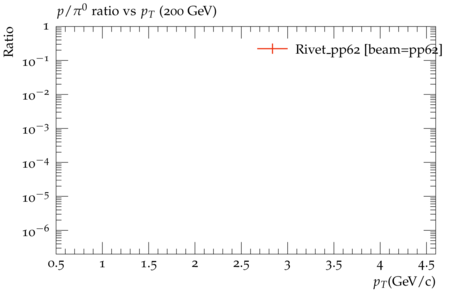 p/π⁰ ratio vs p_T (200 GeV)
Ratio
1
10⁻¹
10⁻²
10⁻³
10⁻⁴
10⁻⁵
10⁻⁶
Rivet_pp62 [beam=pp62]
0.5 1 1.5 2 2.5 3 3.5 4 4.5
p_T(GeV/c)